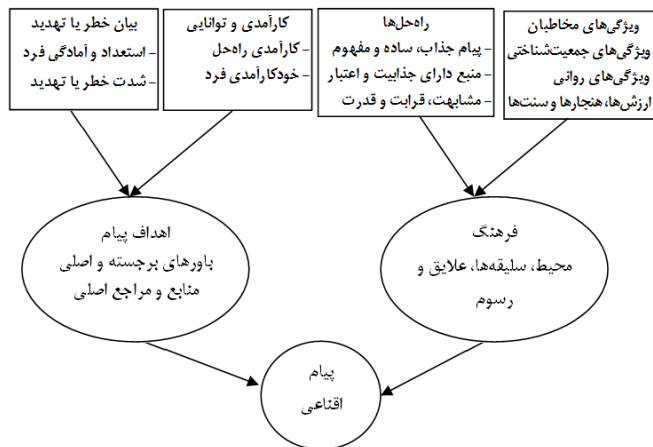 ویژگی‌های مخاطبان
ویژگی‌های جمعیت‌شناختی
ویژگی‌های روانی
ارزش‌ها، هنجارها و سنت‌ها
راه‌حل‌ها
– پیام جذاب، ساده و مفهوم
– منبع دارای جذابیت و اعتبار
– مشابهت، قرابت و قدرت
کارآمدی و توانایی
– کارآمدی راه‌حل
– خودکارآمدی فرد
بیان خطر یا تهدید
– استعداد و آمادگی فرد
– شدت خطر یا تهدید
فرهنگ
محیط، سلیقه‌ها، علایق و
رسوم
اهداف پیام
باورهای برجسته و اصلی
منابع و مراجع اصلی
پیام
اقناعی